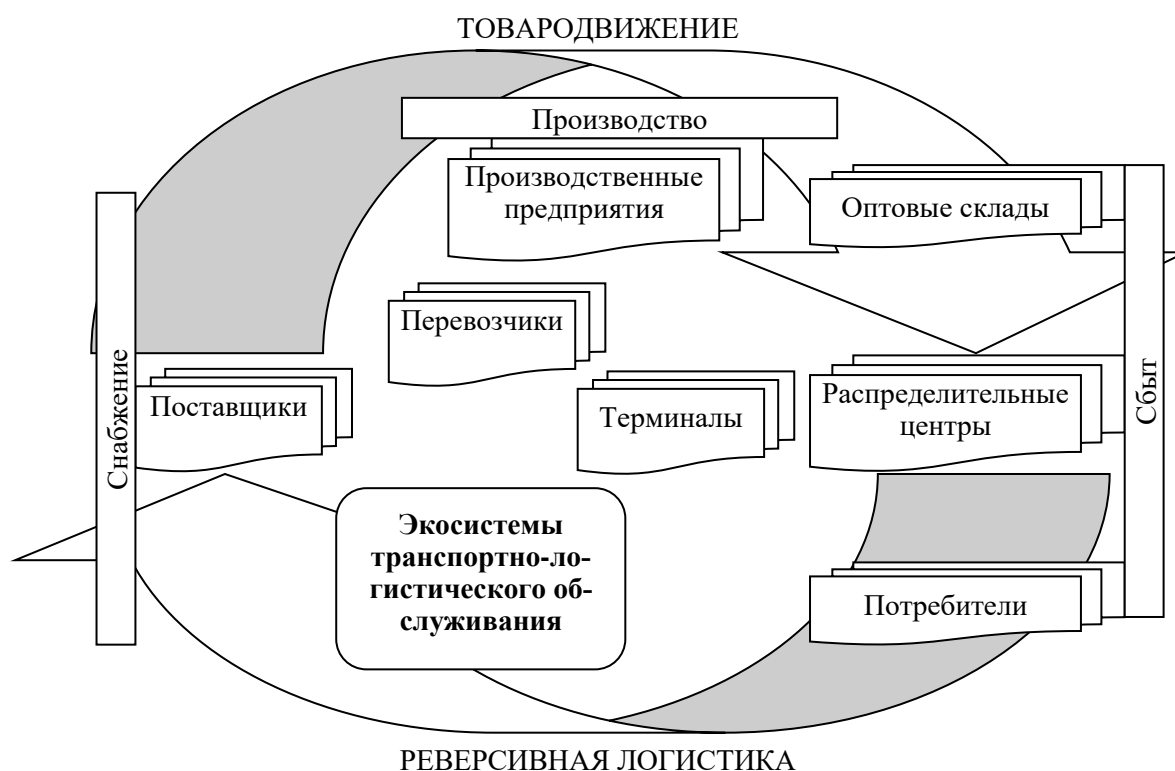 ТОВАРОДВИЖЕНИЕ
Производство
Производственные
предприятия
Оптовые склады
Перевозчики
Снабжение
Поставщики
Терминалы
Распределительные
центры
Сбыт
Экосистемы
транспортно-ло-
гистического об-
служивания
Потребители
РЕВЕРСИВНАЯ ЛОГИСТИКА